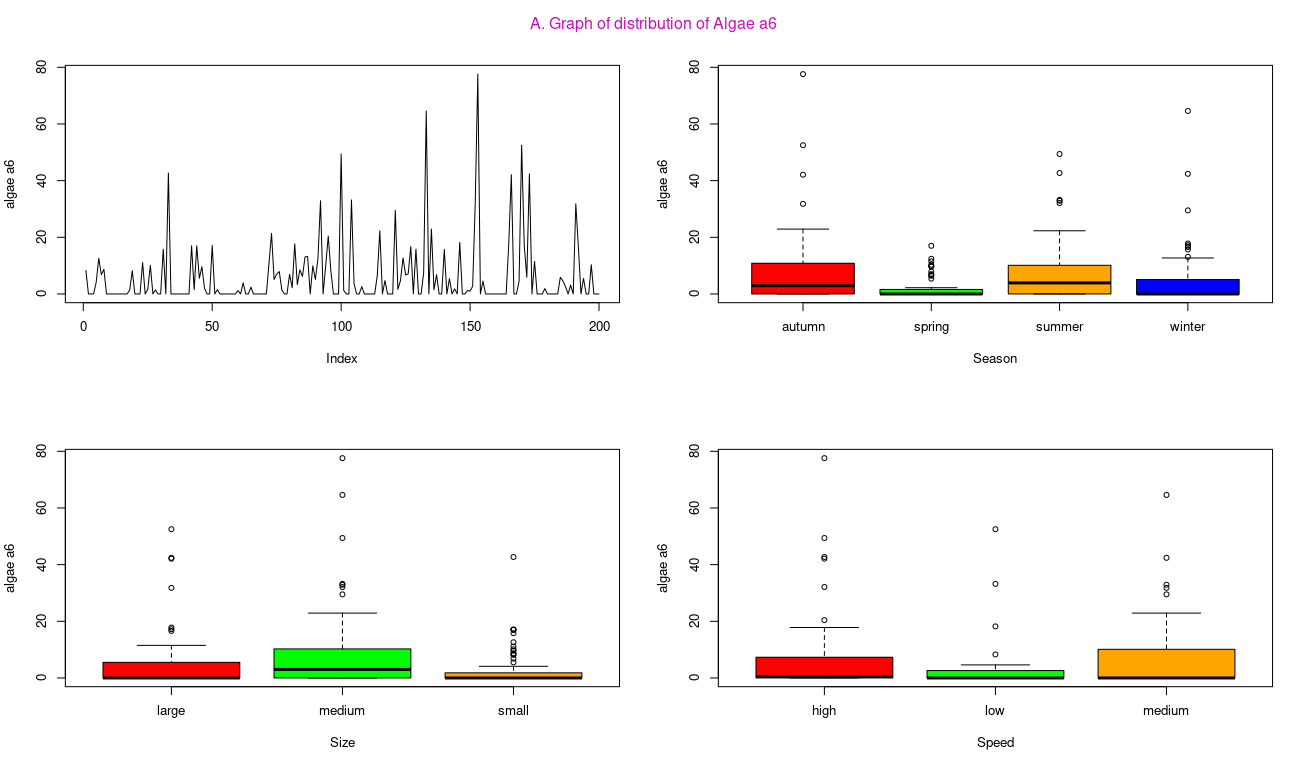 A. Graph of distribution of Algae a6
algae a6
80
60
40
20
0
0 50 100 150 200
Index
algae a6
80
60
40
20
0
autumn spring summer winter
Season
algae a6
80
60
40
20
0
large medium small
Size
algae a6
80
60
40
20
0
high low medium
Speed